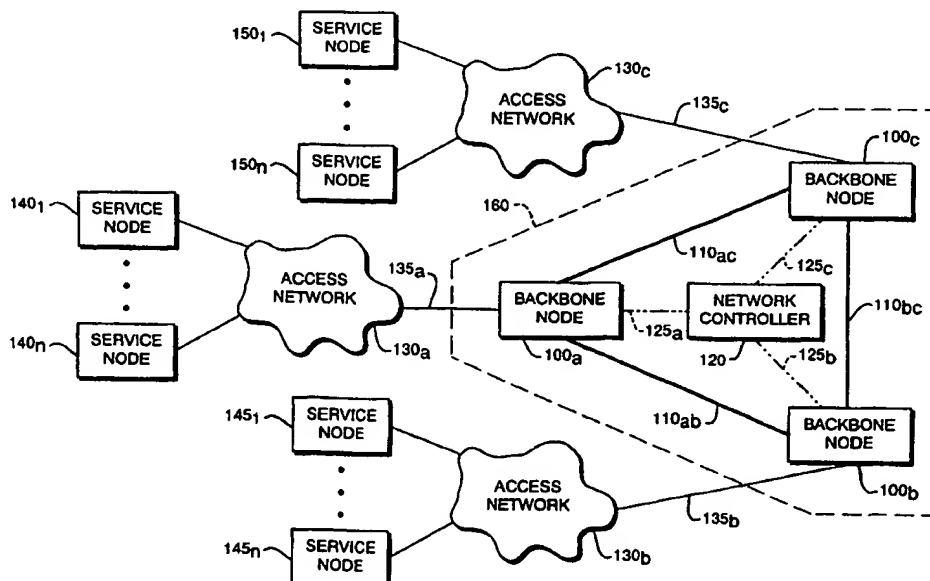 150₁
SERVICE
NODE
130c
ACCESS
NETWORK
135c
100c
150n
SERVICE
NODE
BACKBONE
NODE
140₁
SERVICE
NODE
160
110ac
125c
ACCESS
NETWORK
135a
BACKBONE
NODE
NETWORK
CONTROLLER
110bc
125a
140n
SERVICE
NODE
130a
100a
120
125b
145₁
SERVICE
NODE
110ab
BACKBONE
NODE
ACCESS
NETWORK
100b
135b
145n
SERVICE
NODE
130b